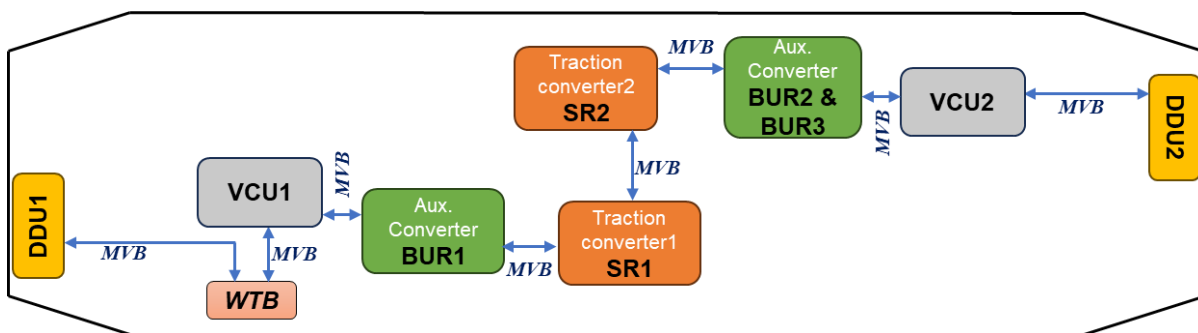 Traction
converter2
SR2
MVB
Aux.
Converter
BUR2 &
BUR3
MVB
VCU2
MVB
DDU2
MVB
DDU1
MVB
VCU1
MVB
MVB
WTB
Aux.
Converter
BUR1
MVB
Traction
converter1
SR1